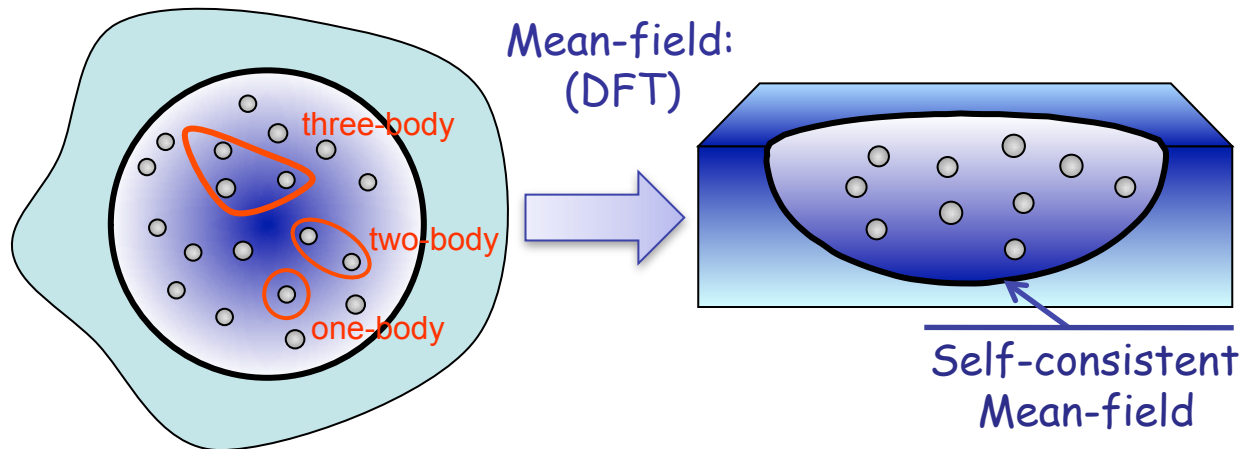 Mean-field:
(DFT)
three-body
two-body
one-body
Self-consistent
Mean-field